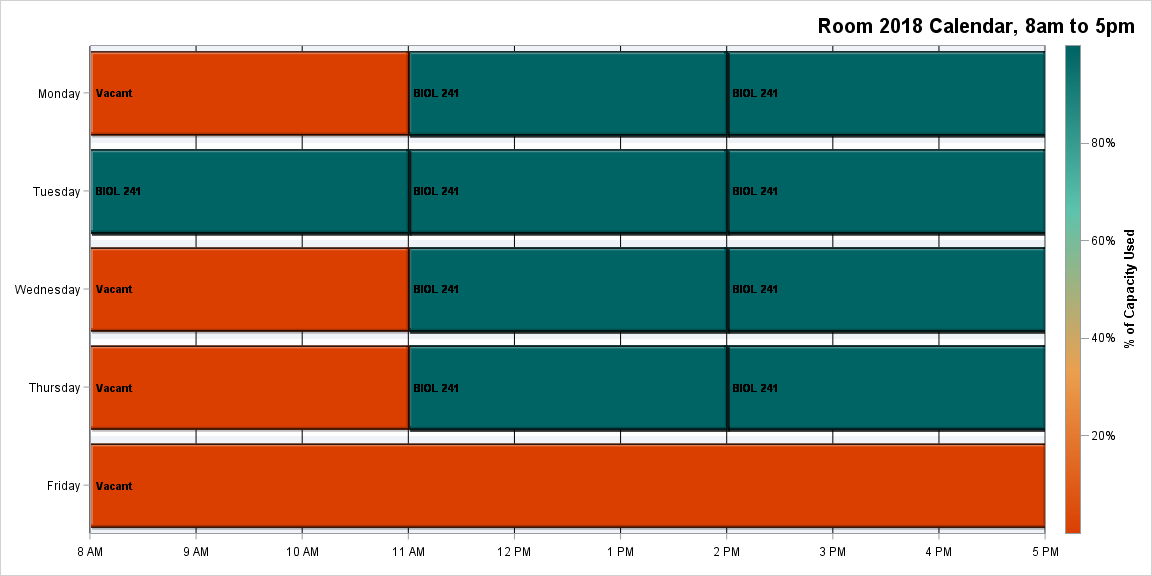 Room 2018 Calendar, 8am to 5pm
Monday
Vacant
BIOL 241
BIOL 241
Tuesday
BIOL 241
BIOL 241
BIOL 241
Wednesday
Vacant
BIOL 241
BIOL 241
Thursday
Vacant
BIOL 241
BIOL 241
Friday
Vacant
8 AM
9 AM
10 AM
11 AM
12 PM
1 PM
2 PM
3 PM
4 PM
5 PM
80%
60%
40%
20%
% of Capacity Used